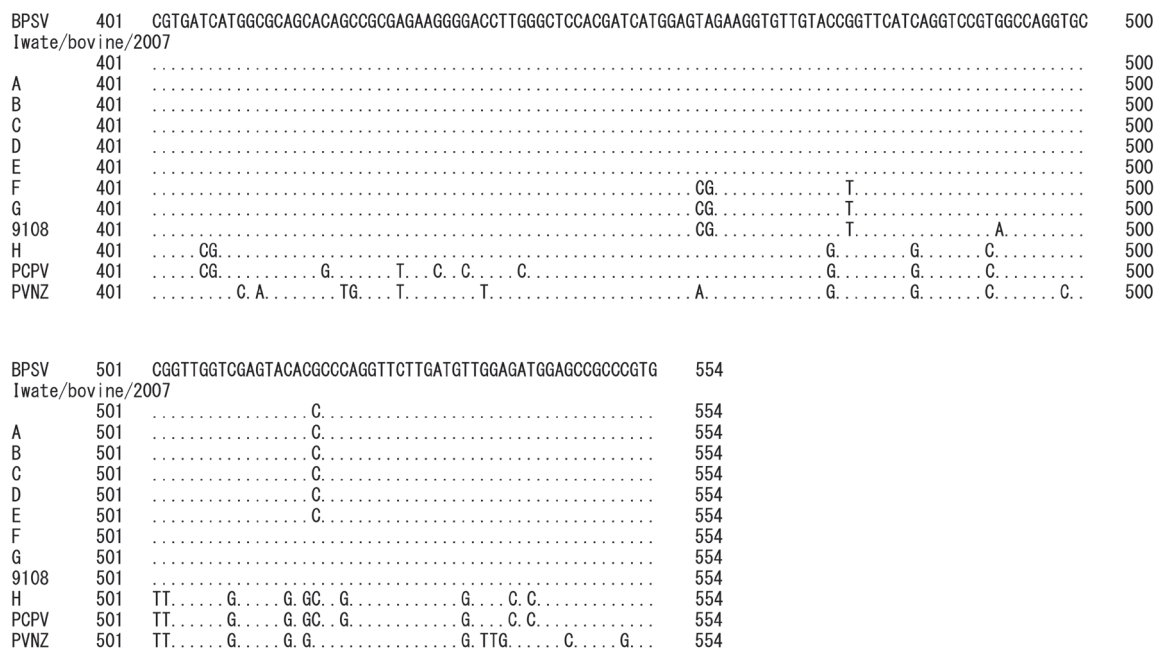 BPSV 401 CGTGATCATGGCGCAGCACAGCCGCGAGAAGGGGACCTTGGGCTCCACGATCATGGAGTAGAAGGTGTTGTACCGGTTCATCAGGTCCGTGGCCAGGTGC 500
Iwate/bovine/2007
401 .................................................................................................... 500
A 401 .................................................................................................... 500
B 401 .................................................................................................... 500
C 401 .................................................................................................... 500
D 401 .................................................................................................... 500
E 401 .................................................................................................... 500
F 401 ..........................................................CG..............T......................... 500
G 401 ..........................................................CG..............T......................... 500
9108 401 ..........................................................CG..............T...............A......... 500
H 401 .....CG.................................................................G........G.......C.......... 500
PCPV 401 .....CG...........G.......T...C..C.....C................................G........G.......C.......... 500
PVNZ 401 .........C.A........TG....T........T......................A.............G........G.......C.......C.. 500
BPSV 501 CGGTTGGTCGAGTACACGCCCAGGTTCTTGATGTTGGAGATGGAGCCGCCCGTG 554
Iwate/bovine/2007
501 .................C.................................... 554
A 501 .................C.................................... 554
B 501 .................C.................................... 554
C 501 .................C.................................... 554
D 501 .................C.................................... 554
E 501 .................C.................................... 554
F 501 ...................................................... 554
G 501 ...................................................... 554
9108 501 ...................................................... 554
H 501 TT......G.....G.GC..G............G....C.C............. 554
PCPV 501 TT......G.....G.GC..G............G....C.C............. 554
PVNZ 501 TT......G.....G.G................G.TTG......C.....G... 554